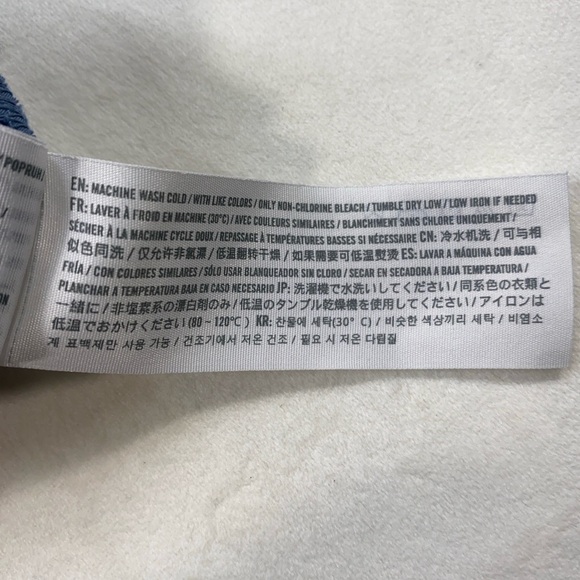 POPRUH
EN: MACHINE WASH COLD / WITH LIKE COLORS / ONLY NON-CHLORINE BLEACH / TUMBLE DRY LOW / LOW IRON IF NEEDED
FR: LAVER À FROID EN MACHINE (30°C) / AVEC COULEURS SIMILAIRES / BLANCHIMENT SANS CHLORE UNIQUEMENT /
SÉCHER À LA MACHINE CYCLE DOUX / REPASSAGE À TEMPÉRATURES BASSES SI NÉCESSAIRE CN: 冷水机洗 / 可与相
似色同洗 / 仅允许非氯漂 / 低温翻转干燥 / 如果需要可低温熨烫 ES: LAVAR A MÁQUINA CON AGUA
FRÍA / CON COLORES SIMILARES / SÓLO USAR BLANQUEADOR SIN CLORO / SECAR EN SECADORA A BAJA TEMPERATURA /
PLANCHAR A TEMPERATURA BAJA EN CASO NECESARIO JP: 洗濯機で水洗いしてください / 同系色の衣類と
一緒に / 非塩素系の漂白剤のみ / 低温のタンブル乾燥機を使用してください / アイロンは
低温でおかけください (80 ~ 120℃) KR: 찬물에 세탁(30° C) / 비슷한 색상끼리 세탁 / 비염소
계 표백제만 사용 가능 / 건조기에서 저온 건조 / 필요 시 저온 다림질